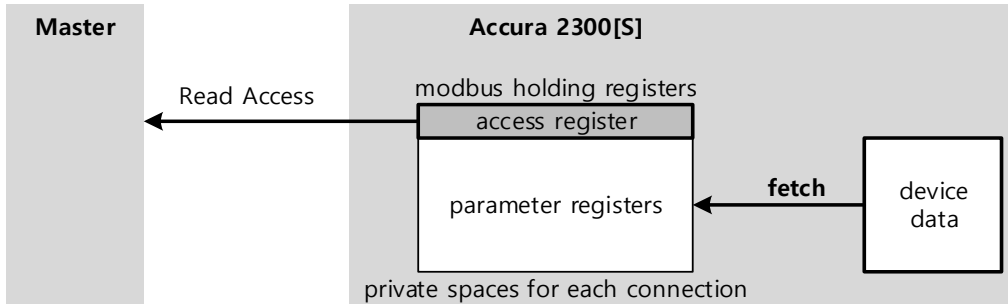 Master
Accura 2300[S]
Read Access
modbus holding registers
access register
parameter registers
fetch
device
data
private spaces for each connection